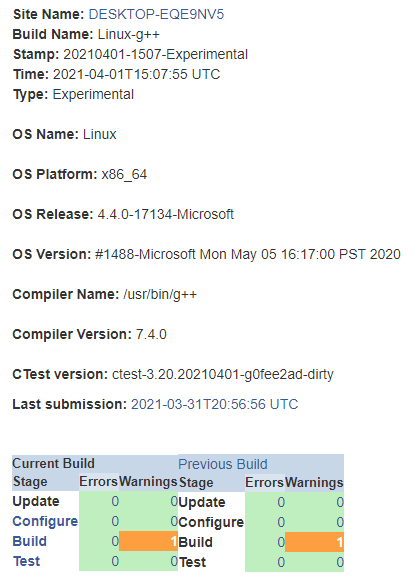 Site Name: DESKTOP-EQE9NV5
Build Name: Linux-g++
Stamp: 20210401-1507-Experimental
Time: 2021-04-01T15:07:55 UTC
Type: Experimental
OS Name: Linux
OS Platform: x86_64
OS Release: 4.4.0-17134-Microsoft
OS Version: #1488-Microsoft Mon May 05 16:17:00 PST 2020
Compiler Name: /usr/bin/g++
Compiler Version: 7.4.0
CTest version: ctest-3.20.20210401-g0fee2ad-dirty
Last submission: 2021-03-31T20:56:56 UTC
Current Build Previous Build
Stage Errors Warnings Stage Errors Warnings
Update 0 0 Update 0 0
Configure 0 0 Configure 0 0
Build 0 1 Build 0 1
Test 0 0 Test 0 0